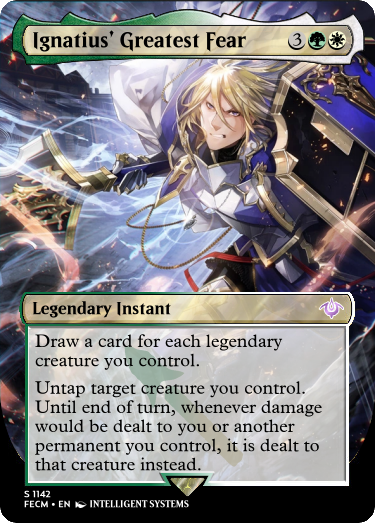 Ignatius' Greatest Fear 3
Legendary Instant
Draw a card for each legendary
creature you control.
Untap target creature you control.
Until end of turn, whenever damage
would be dealt to you or another
permanent you control, it is dealt to
that creature instead.
S 1142
FECM • EN INTELLIGENT SYSTEMS